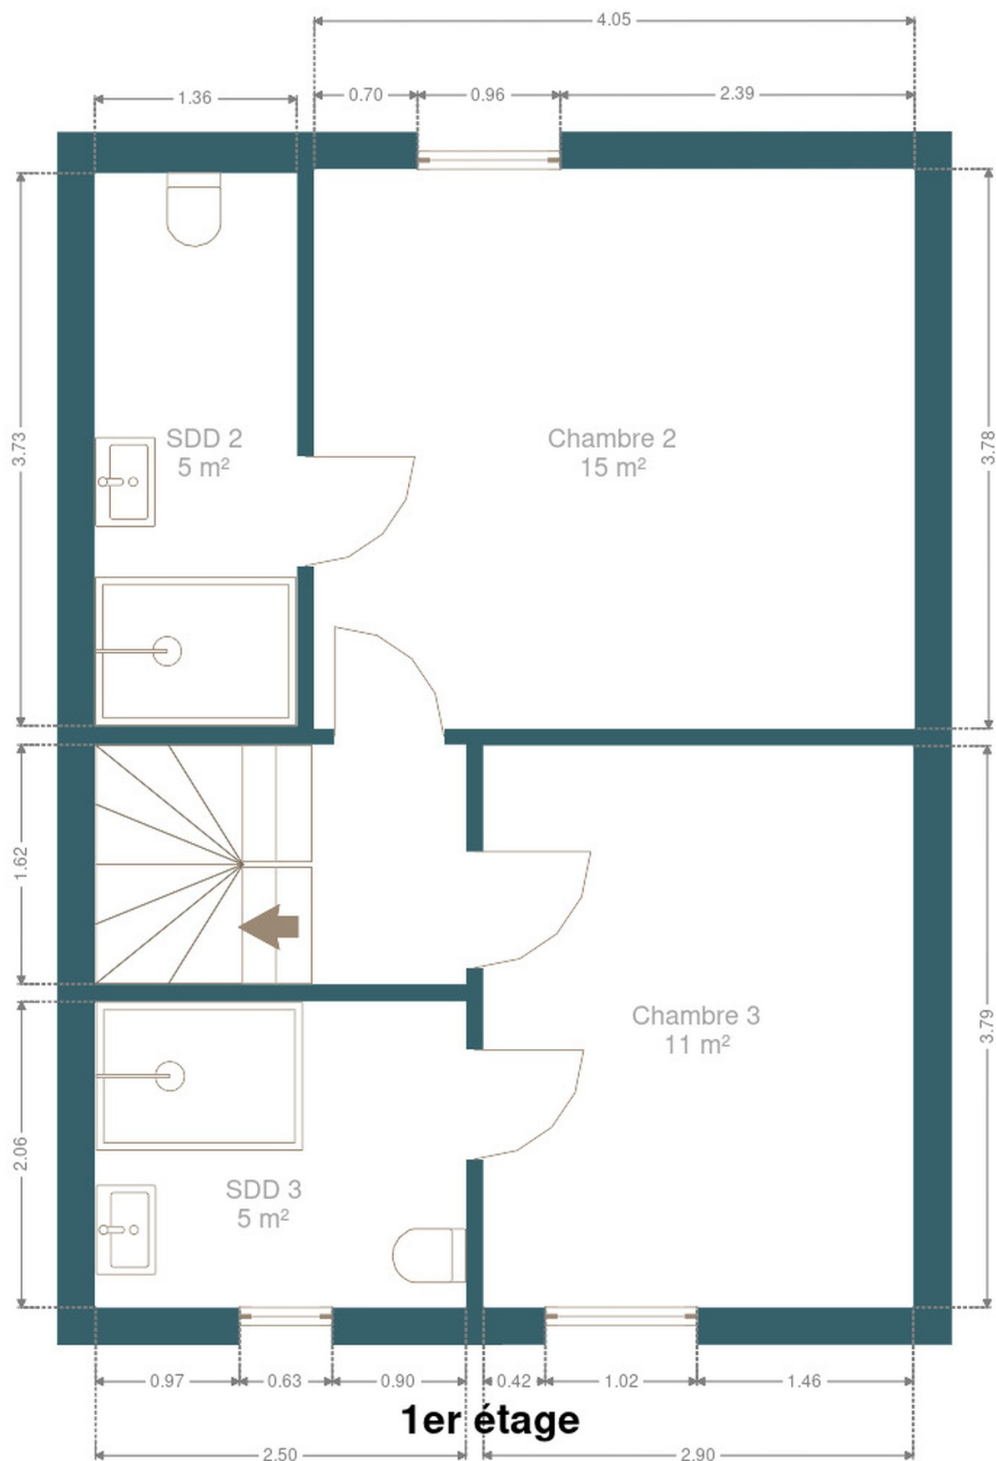 4.05
1.36
0.70
0.96
2.39
3.73
3.78
SDD 2
5 m²
Chambre 2
15 m²
1.62
3.79
Chambre 3
11 m²
2.06
SDD 3
5 m²
0.97
0.63
0.90
0.42
1.02
1.46
1er étage
2.50
2.90